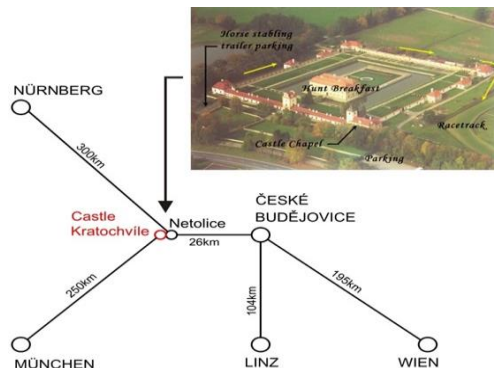 Horse stabling
trailer parking
Hunt Breakfast
Racetrack
Castle Chapel
Parking
NÜRNBERG
300km
ČESKÉ
BUDĚJOVICE
Castle
Kratochvíle
Netolice
26km
250km
104km
195km
MÜNCHEN
LINZ
WIEN